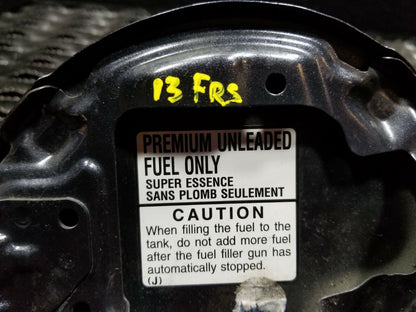 13 FRS
PREMIUM UNLEADED
FUEL ONLY
SUPER ESSENCE
SANS PLOMB SEULEMENT
CAUTION
When filling the fuel to the
tank, do not add more fuel
after the fuel filler gun has
automatically stopped.
(J)